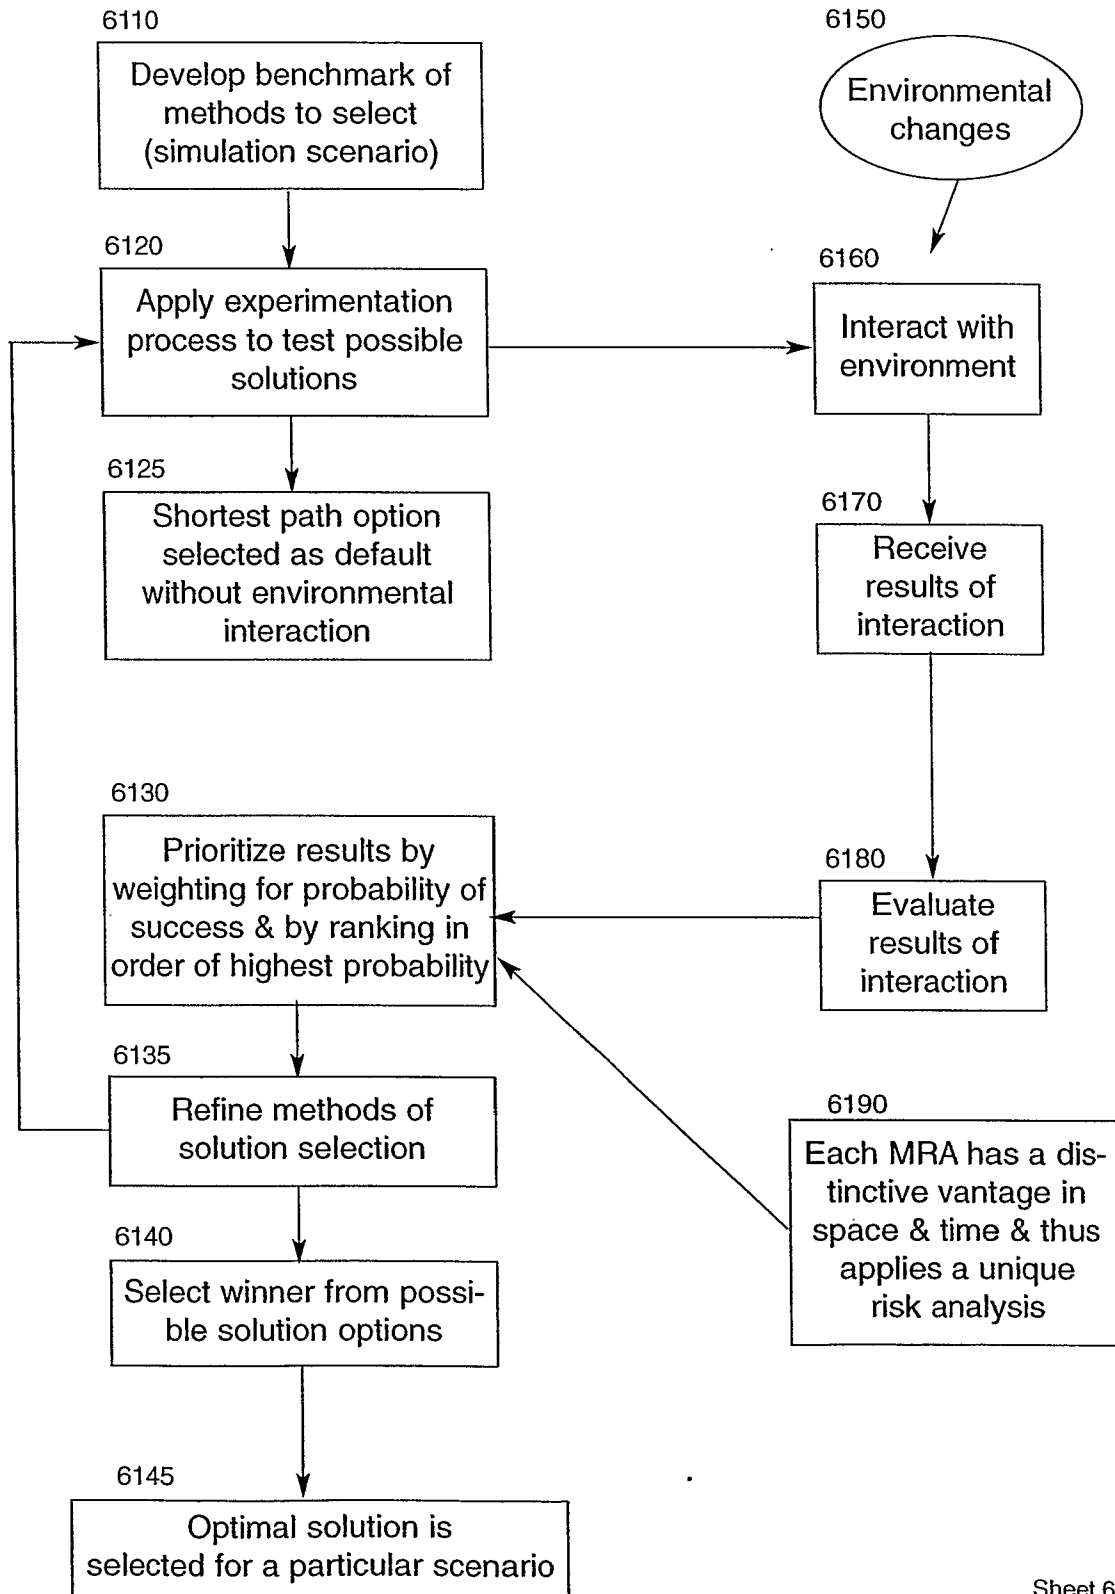 6110
Develop benchmark of
methods to select
(simulation scenario)
6150
Environmental
changes
6120
Apply experimentation
process to test possible
solutions
6160
Interact with
environment
6125
Shortest path option
selected as default
without environmental
interaction
6170
Receive
results of
interaction
6130
Prioritize results by
weighting for probability of
success & by ranking in
order of highest probability
6180
Evaluate
results of
interaction
6135
Refine methods of
solution selection
6190
Each MRA has a dis-
tinctive vantage in
space & time & thus
applies a unique
risk analysis
6140
Select winner from possi-
ble solution options
6145
Optimal solution is
selected for a particular scenario
Sheet 6